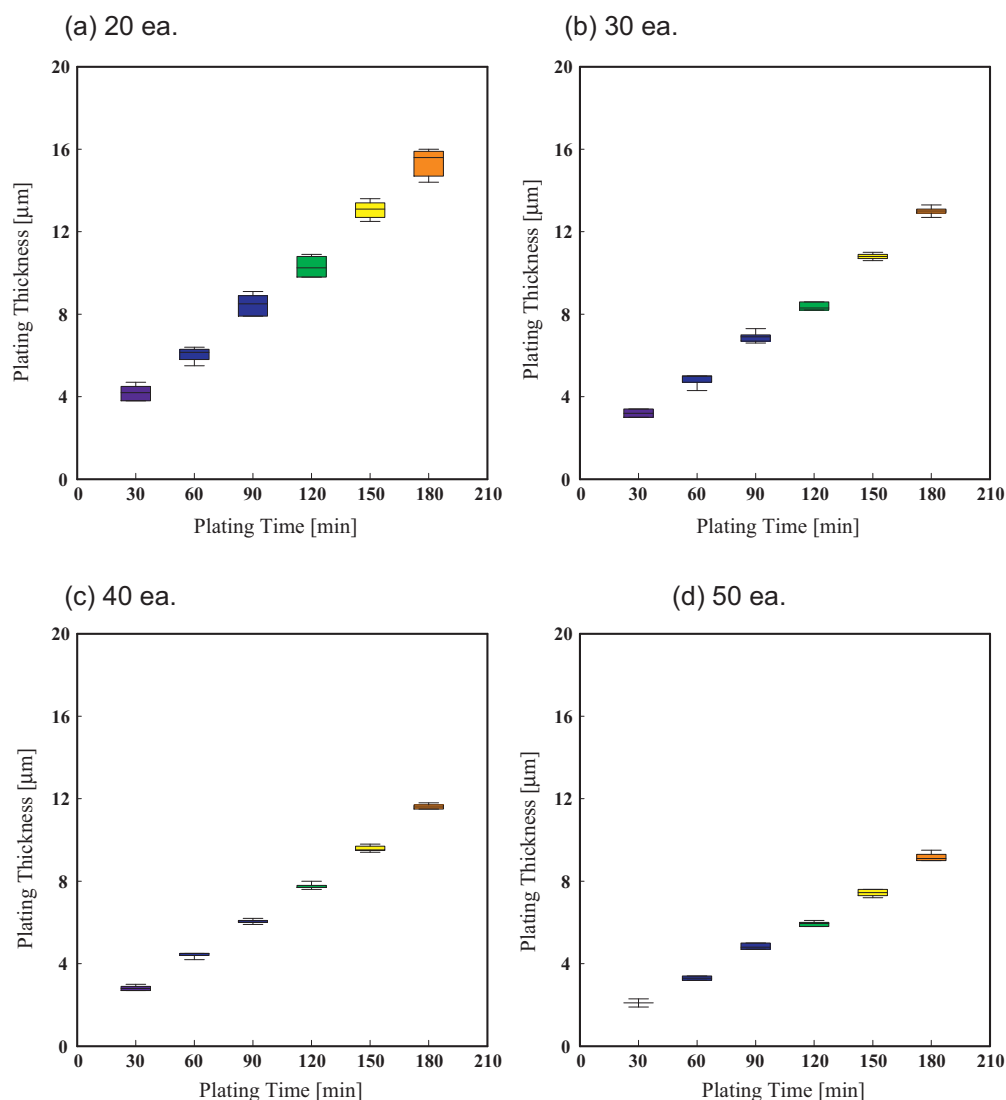 (a) 20 ea.
20
16
12
8
4
0
0 30 60 90 120 150 180 210
Plating Time [min]
Plating Thickness [μm]
(b) 30 ea.
20
16
12
8
4
0
0 30 60 90 120 150 180 210
Plating Time [min]
Plating Thickness [μm]
(c) 40 ea.
20
16
12
8
4
0
0 30 60 90 120 150 180 210
Plating Time [min]
Plating Thickness [μm]
(d) 50 ea.
20
16
12
8
4
0
0 30 60 90 120 150 180 210
Plating Time [min]
Plating Thickness [μm]